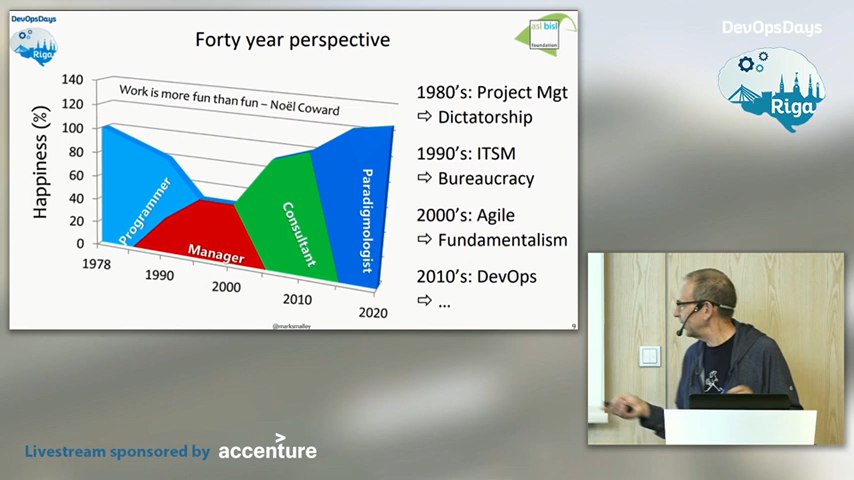 DevOpsDays
Riga
Forty year perspective
asl bisl
foundation
140
120
100
80
60
40
20
0
Happiness (%)
Work is more fun than fun – Noël Coward
Programmer
Manager
Consultant
Paradigmologist
1978
1990
2000
2010
2020
1980's: Project Mgt
⇨ Dictatorship
1990's: ITSM
⇨ Bureaucracy
2000's: Agile
⇨ Fundamentalism
2010's: DevOps
⇨ ...
@marksmalley
9
DevOpsDays
Riga
Livestream sponsored by accenture